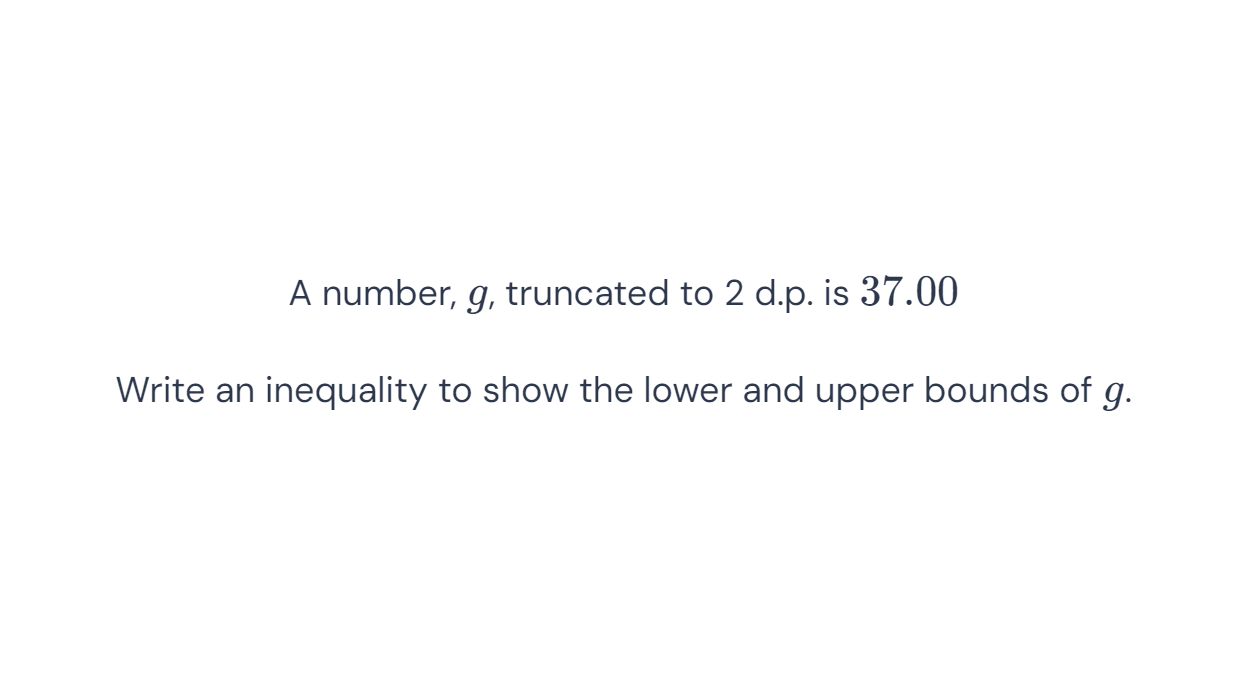 A number, g, truncated to 2 d.p. is 37.00
Write an inequality to show the lower and upper bounds of g.